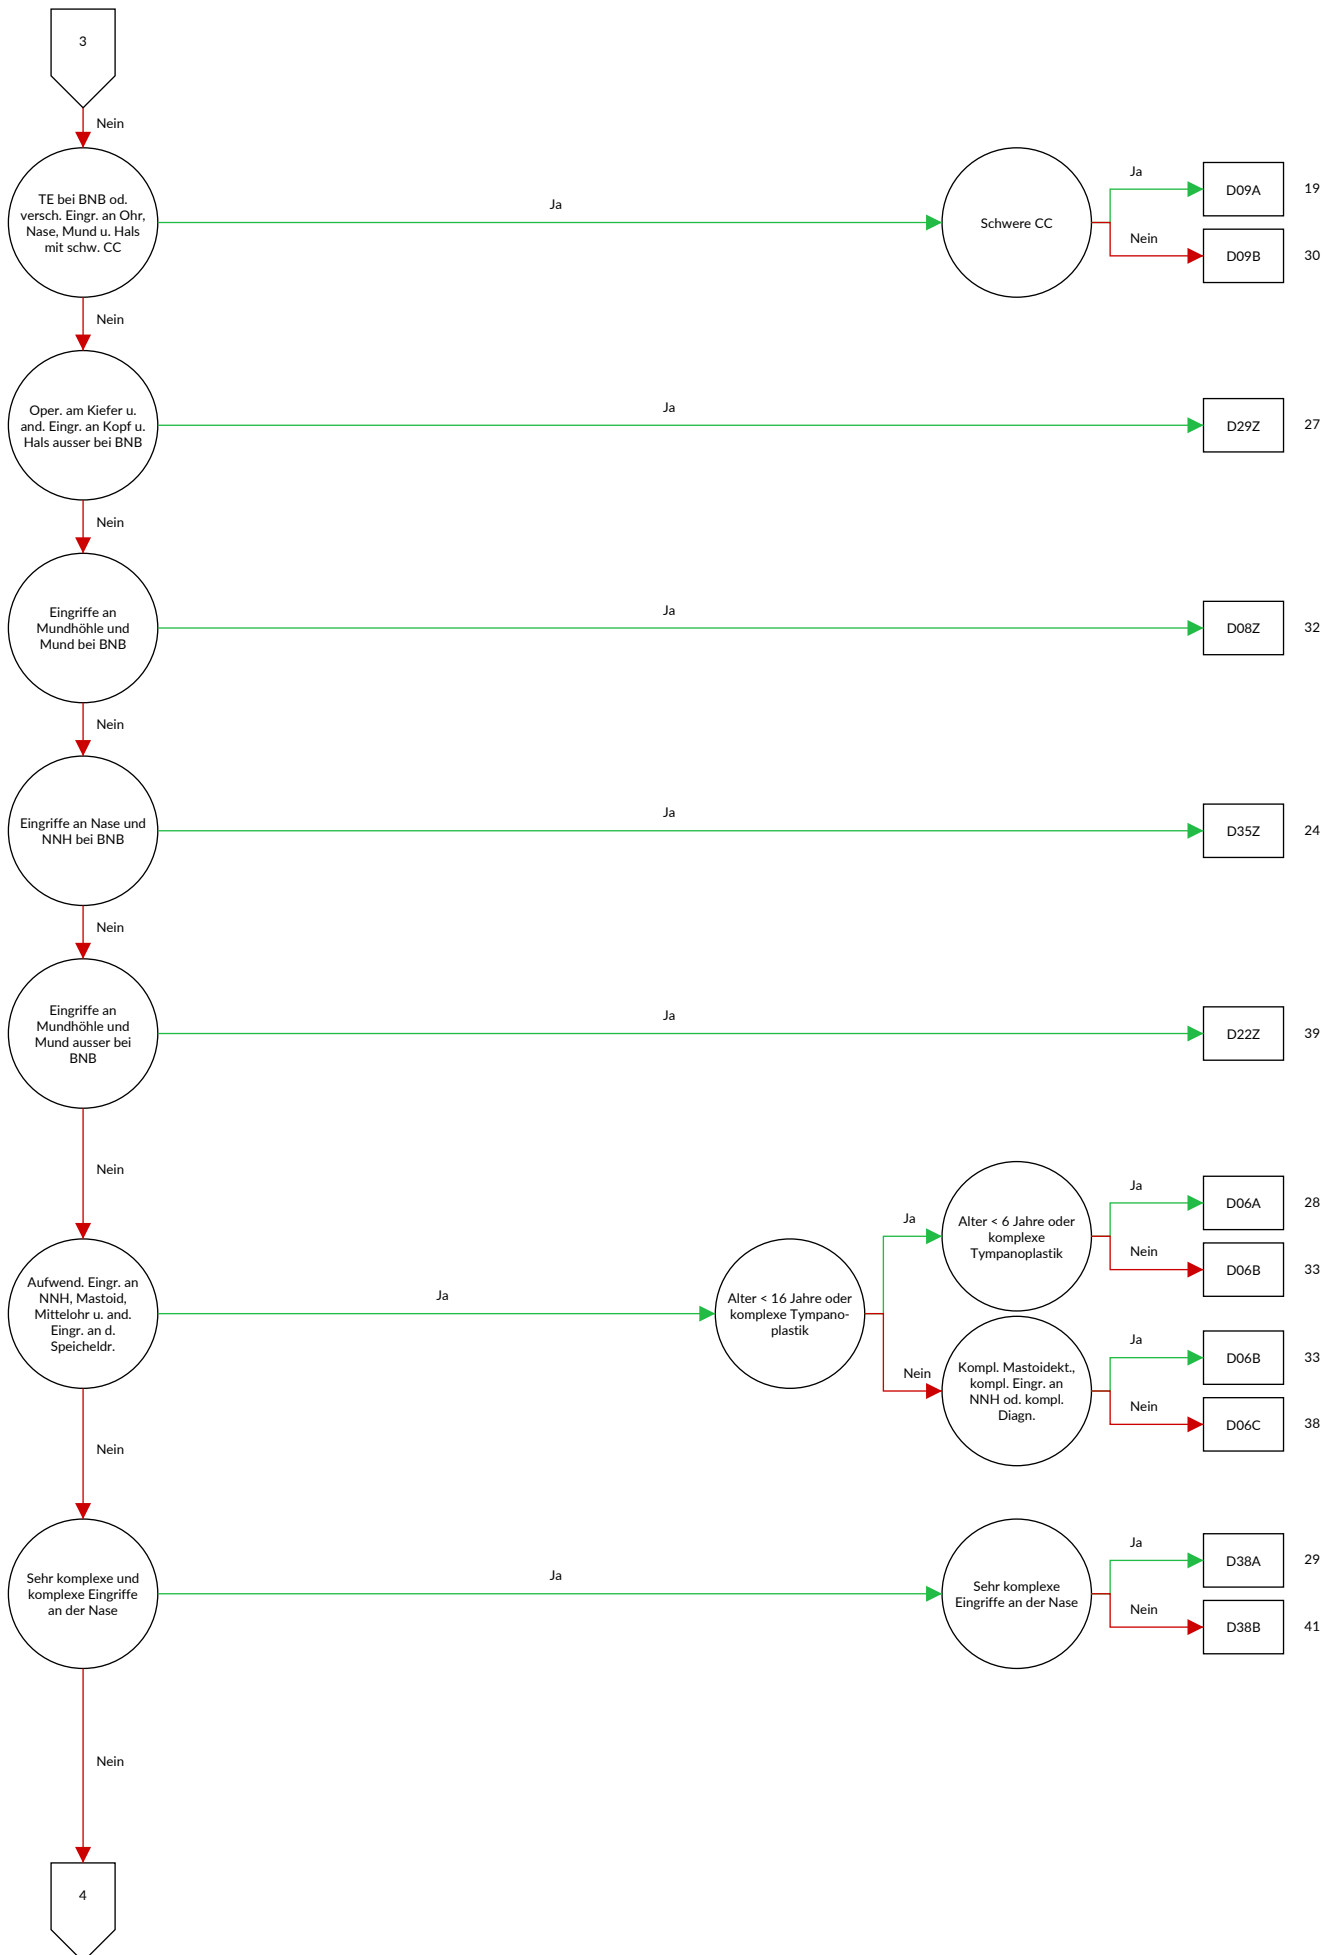 3
Nein
TE bei BNB od.
versch. Eingr. an Ohr,
Nase, Mund u. Hals
mit schw. CC
Ja
Schwere CC
Ja
D09A
19
Nein
D09B
30
Nein
Oper. am Kiefer u.
and. Eingr. an Kopf u.
Hals ausser bei BNB
Ja
D29Z
27
Nein
Eingriffe an
Mundhöhle und
Mund bei BNB
Ja
D08Z
32
Nein
Eingriffe an Nase und
NNH bei BNB
Ja
D35Z
24
Nein
Eingriffe an
Mundhöhle und
Mund ausser bei
BNB
Ja
D22Z
39
Nein
Aufwend. Eingr. an
NNH, Mastoid,
Mittelohr u. and.
Eingr. an d.
Speicheldr.
Ja
Alter < 16 Jahre oder
komplexe Tympano-
plastik
Ja
Alter < 6 Jahre oder
komplexe
Tympanoplastik
Ja
D06A
28
Nein
D06B
33
Nein
Kompl. Mastoidekt.,
kompl. Eingr. an
NNH od. kompl.
Diagn.
Ja
D06B
33
Nein
D06C
38
Nein
Sehr komplexe und
komplexe Eingriffe
an der Nase
Ja
Sehr komplexe
Eingriffe an der Nase
Ja
D38A
29
Nein
D38B
41
Nein
4